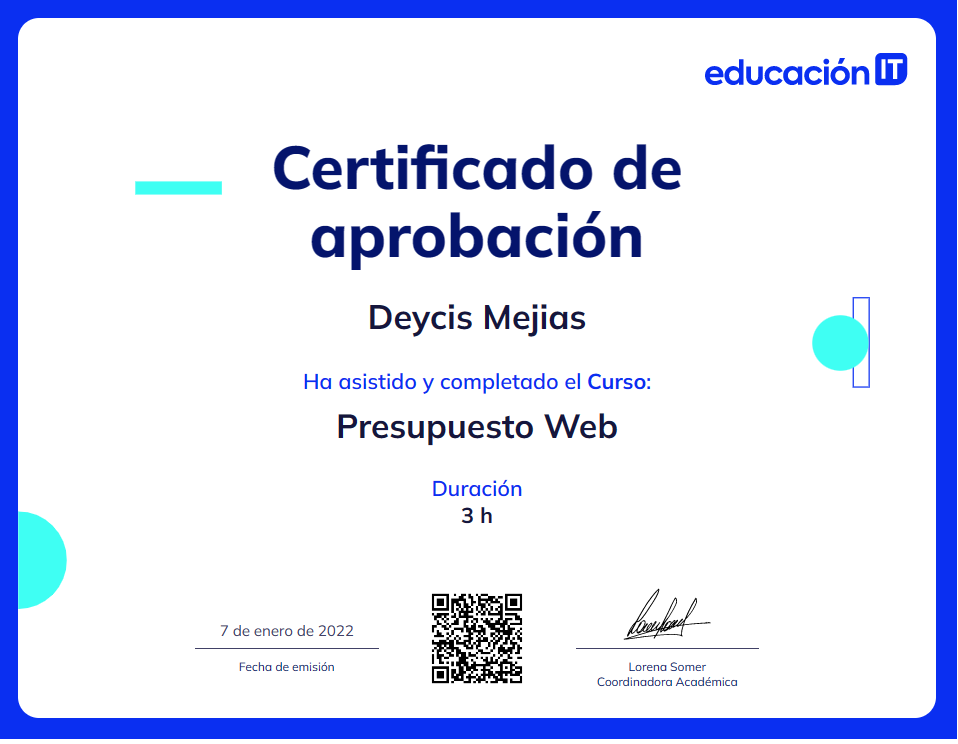 educación IT
Certificado de
aprobación
Deycis Mejias
Ha asistido y completado el Curso:
Presupuesto Web
Duración
3 h
7 de enero de 2022
Fecha de emisión
Lorena Somer
Coordinadora Académica